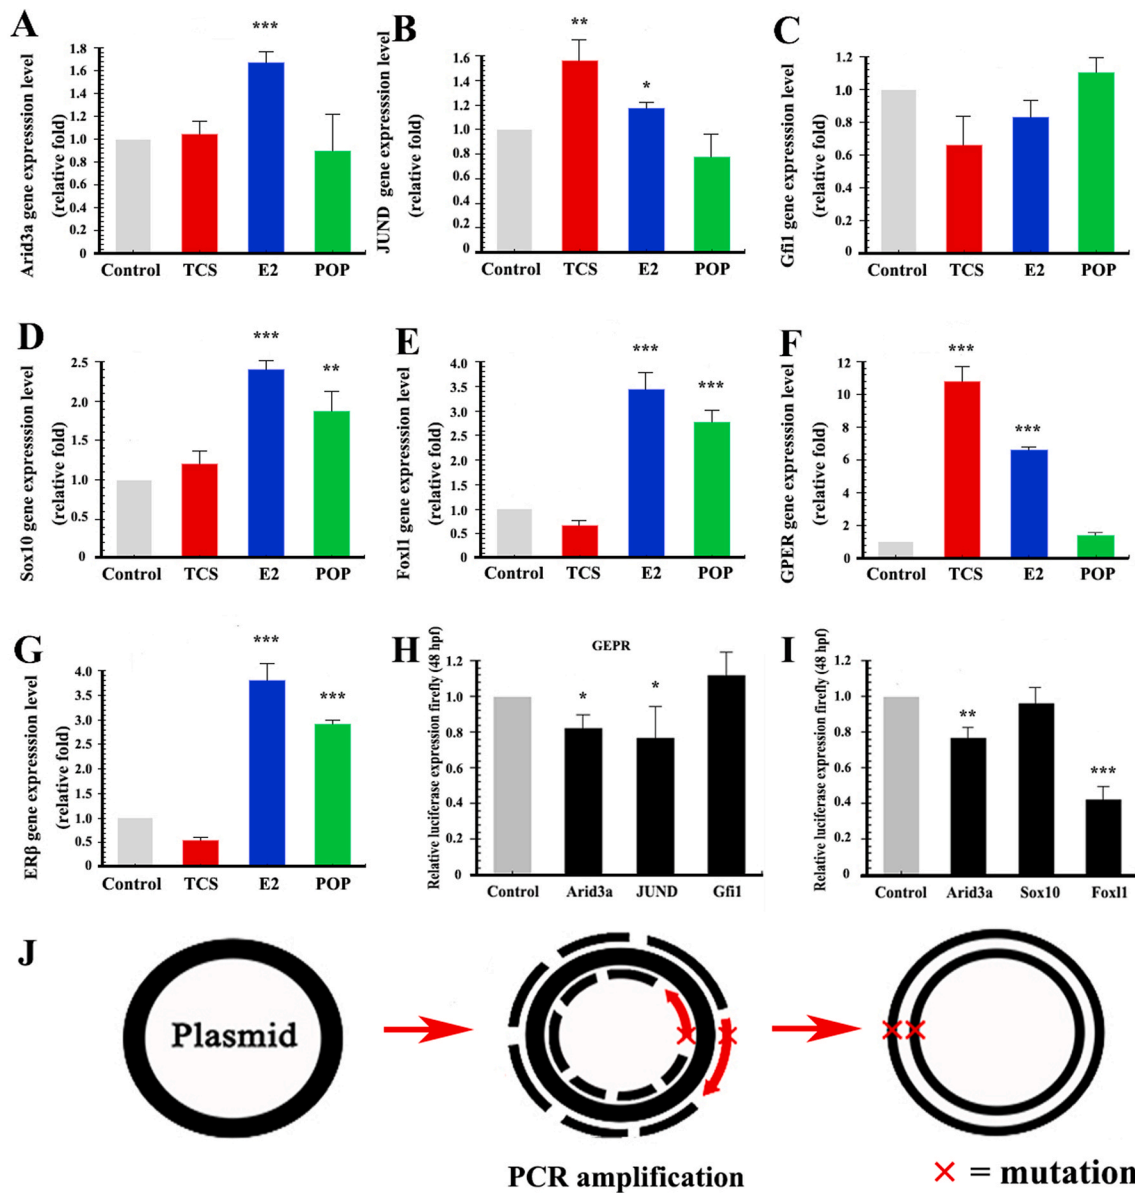 A
***
Arid3a gene expresssion level
(relative fold)
1.8
1.6
1.4
1.2
1.0
0.8
0.6
0.4
0.2
0
Control TCS E2 POP
B
**
*
JUND gene expresssion level
(relative fold)
1.8
1.6
1.4
1.2
1.0
0.8
0.6
0.4
0.2
0
Control TCS E2 POP
C
Gfi1 gene expresssion level
(relative fold)
1.2
1.0
0.8
0.6
0.4
0.2
0
Control TCS E2 POP
D
***
**
Sox10 gene expresssion level
(relative fold)
2.5
2.0
1.5
1.0
0.5
0
Control TCS E2 POP
E
***
***
Foxl1 gene expresssion level
(relative fold)
4.0
3.5
3.0
2.5
2.0
1.5
1.0
0.5
0
Control TCS E2 POP
F
***
***
GPER gene expresssion level
(relative fold)
12
10
8
6
4
2
0
Control TCS E2 POP
G
***
***
ERβ gene expresssion level
(relative fold)
4.0
3.5
3.0
2.5
2.0
1.5
1.0
0.5
0
Control TCS E2 POP
H
GEPR
*
*
Relative luciferase expression firefly (48 hpf)
1.2
1.0
0.8
0.6
0.4
0.2
0
Control Arid3a JUND Gfi1
I
**
***
Relative luciferase expression firefly (48 hpf)
1.2
1.0
0.8
0.6
0.4
0.2
0
Control Arid3a Sox10 Foxl1
J
Plasmid
PCR amplification
× = mutation